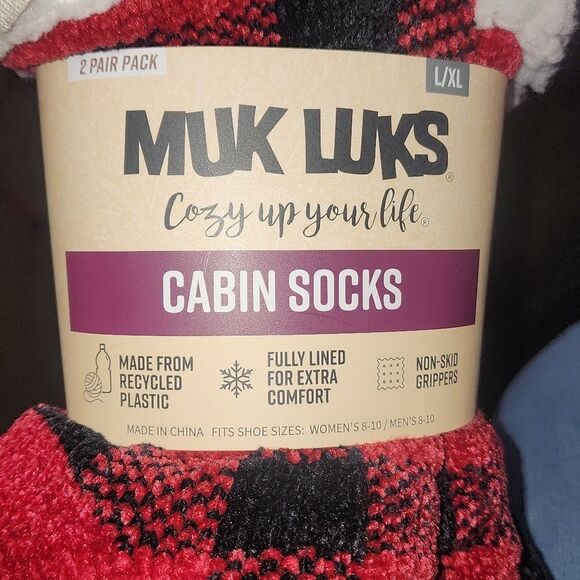 2 PAIR PACK
L/XL
MUK LUKS®
Cozy up your life®
CABIN SOCKS
MADE FROM
RECYCLED
PLASTIC
FULLY LINED
FOR EXTRA
COMFORT
NON-SKID
GRIPPERS
MADE IN CHINA FITS SHOE SIZES: WOMEN'S 8-10 / MEN'S 8-10